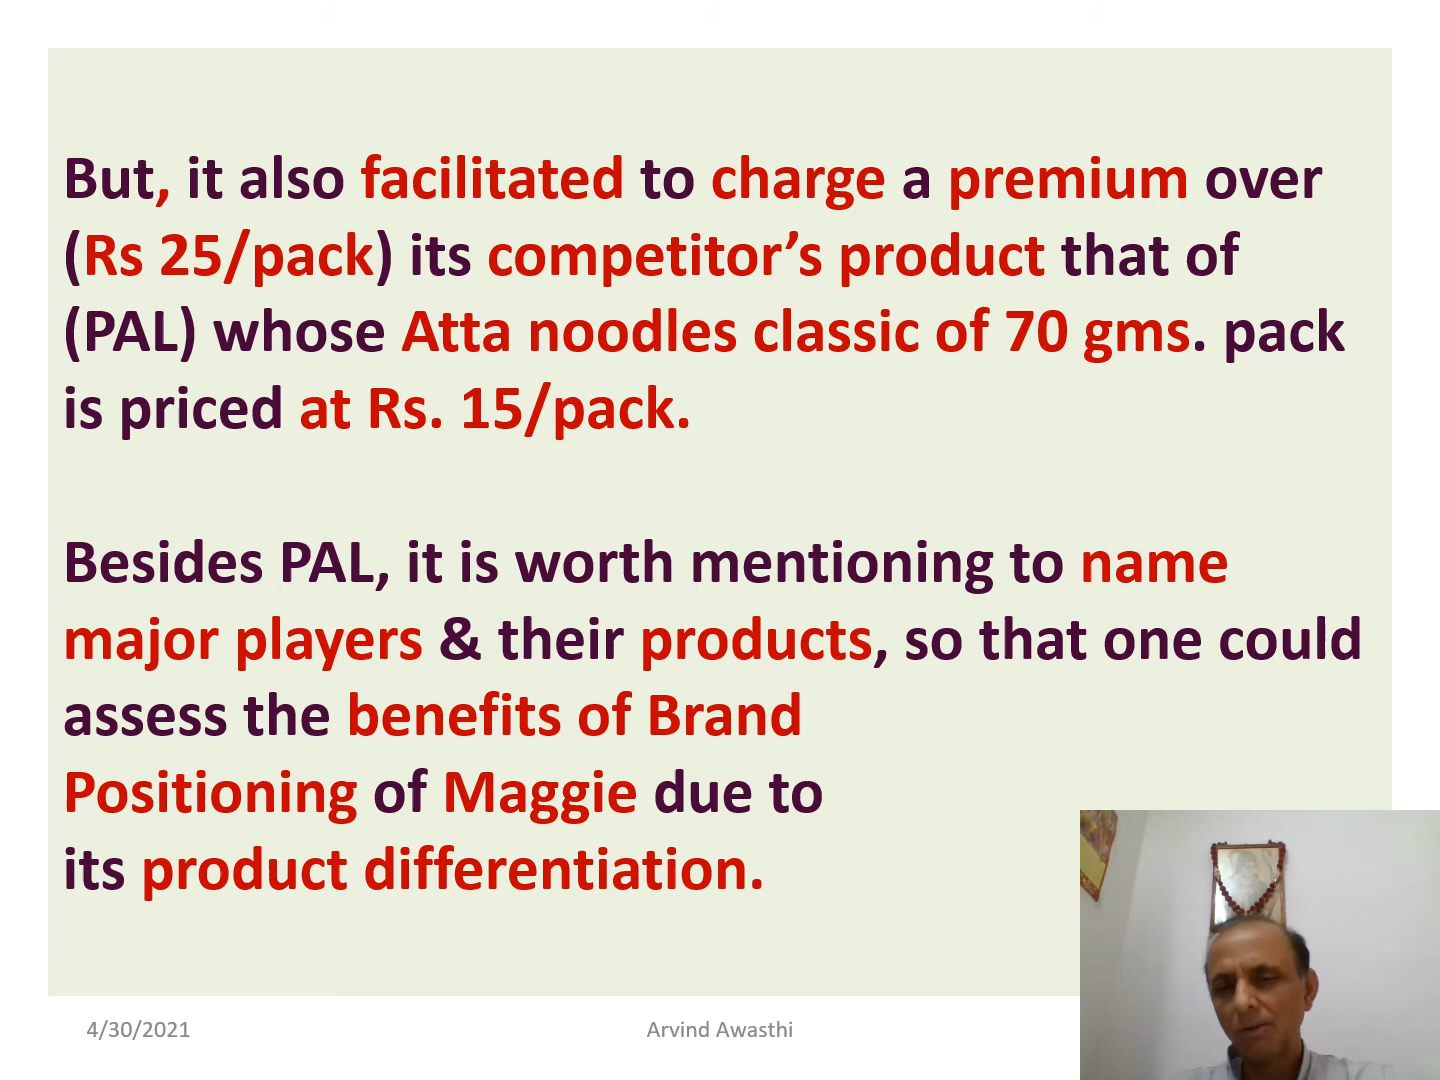 But, it also facilitated to charge a premium over
(Rs 25/pack) its competitor’s product that of
(PAL) whose Atta noodles classic of 70 gms. pack
is priced at Rs. 15/pack.
Besides PAL, it is worth mentioning to name
major players & their products, so that one could
assess the benefits of Brand
Positioning of Maggie due to
its product differentiation.
4/30/2021
Arvind Awasthi